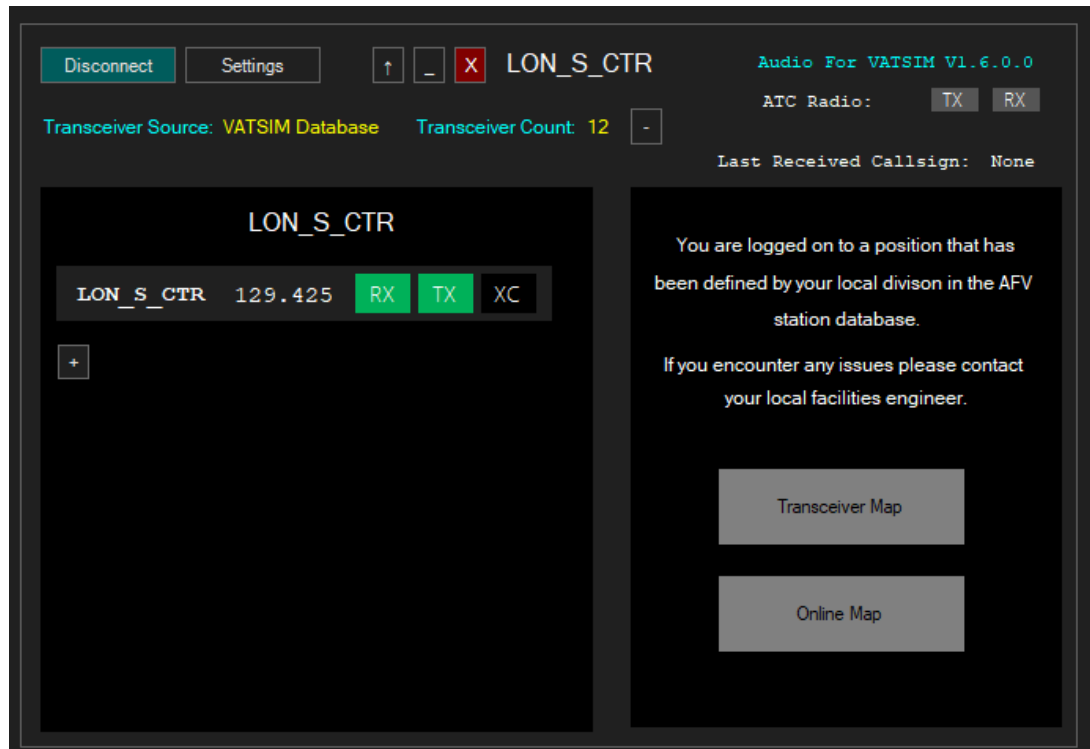 Disconnect Settings ↑ _ X LON_S_CTR Audio For VATSIM V1.6.0.0
ATC Radio: TX RX
Transceiver Source: VATSIM Database Transceiver Count: 12 -
Last Received Callsign: None
LON_S_CTR
LON_S_CTR 129.425 RX TX XC
+
You are logged on to a position that has
been defined by your local divison in the AFV
station database.
If you encounter any issues please contact
your local facilities engineer.
Transceiver Map
Online Map